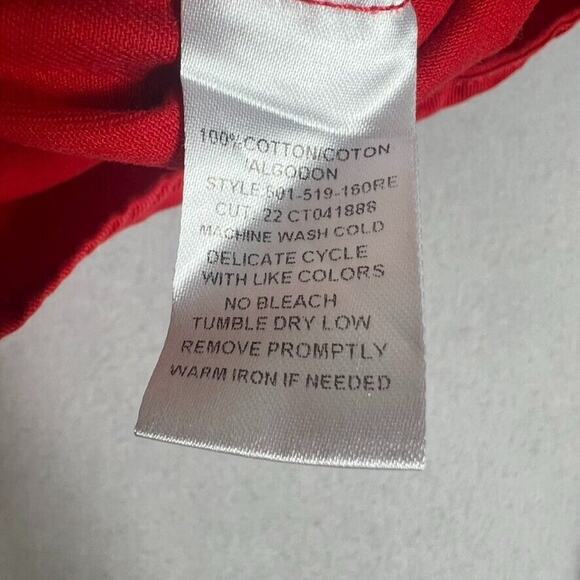 100% COTTON/COTON
/ALGODON
STYLE:501-519-160RE
CUT: 22 CT041888
MACHINE WASH COLD
DELICATE CYCLE
WITH LIKE COLORS
NO BLEACH
TUMBLE DRY LOW
REMOVE PROMPTLY
WARM IRON IF NEEDED